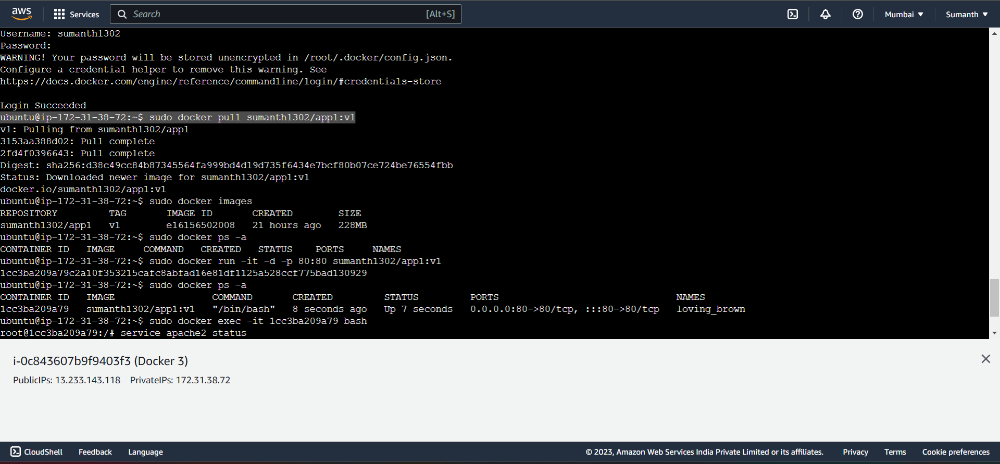 aws Services Search [Alt+S] Mumbai ▼ Sumanth ▼
Username: sumanth1302
Password:
WARNING! Your password will be stored unencrypted in /root/.docker/config.json.
Configure a credential helper to remove this warning. See
https://docs.docker.com/engine/reference/commandline/login/#credentials-store
Login Succeeded
ubuntu@ip-172-31-38-72:~$ sudo docker pull sumanth1302/app1:v1
v1: Pulling from sumanth1302/app1
3153aa388d02: Pull complete
2fd4f0396643: Pull complete
Digest: sha256:d38c49cc84b87345564fa999bd4d19d735f6434e7bcf80b07ce724be76554fbb
Status: Downloaded newer image for sumanth1302/app1:v1
docker.io/sumanth1302/app1:v1
ubuntu@ip-172-31-38-72:~$ sudo docker images
REPOSITORY TAG IMAGE ID CREATED SIZE
sumanth1302/app1 v1 e16156502008 21 hours ago 228MB
ubuntu@ip-172-31-38-72:~$ sudo docker ps -a
CONTAINER ID IMAGE COMMAND CREATED STATUS PORTS NAMES
ubuntu@ip-172-31-38-72:~$ sudo docker run -it -d -p 80:80 sumanth1302/app1:v1
1cc3ba209a79c2a10f353215cafc8abfad16e81df1125a528ccf775bad130929
ubuntu@ip-172-31-38-72:~$ sudo docker ps -a
CONTAINER ID IMAGE COMMAND CREATED STATUS PORTS NAMES
1cc3ba209a79 sumanth1302/app1:v1 "/bin/bash" 8 seconds ago Up 7 seconds 0.0.0.0:80->80/tcp, :::80->80/tcp loving_brown
ubuntu@ip-172-31-38-72:~$ sudo docker exec -it 1cc3ba209a79 bash
root@1cc3ba209a79:/# service apache2 status
i-0c843607b9f9403f3 (Docker 3)
PublicIPs: 13.233.143.118 PrivateIPs: 172.31.38.72
CloudShell Feedback Language © 2023, Amazon Web Services India Private Limited or its affiliates. Privacy Terms Cookie preferences